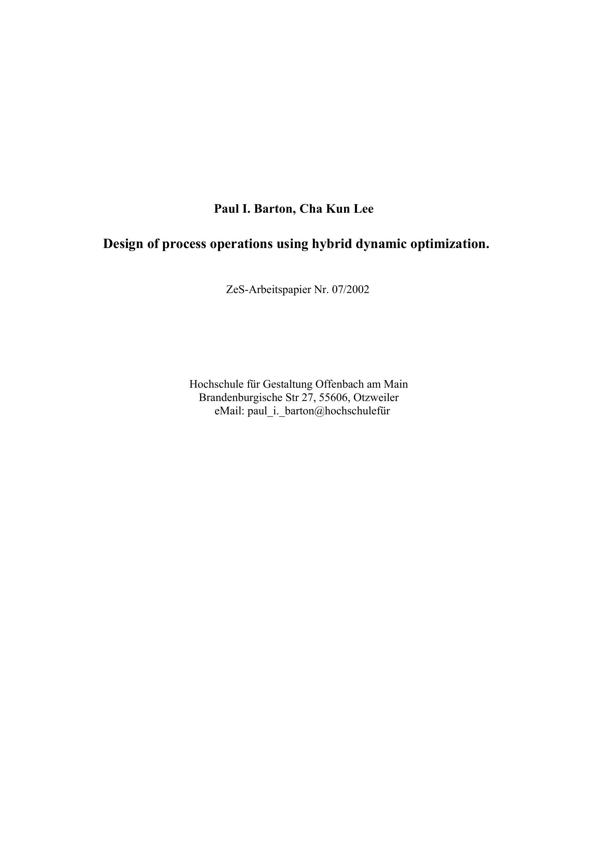 Paul I. Barton, Cha Kun Lee
Design of process operations using hybrid dynamic optimization.
ZeS-Arbeitspapier Nr. 07/2002
Hochschule für Gestaltung Offenbach am Main
Brandenburgische Str 27, 55606, Otzweiler
eMail: paul_i._barton@hochschulefür